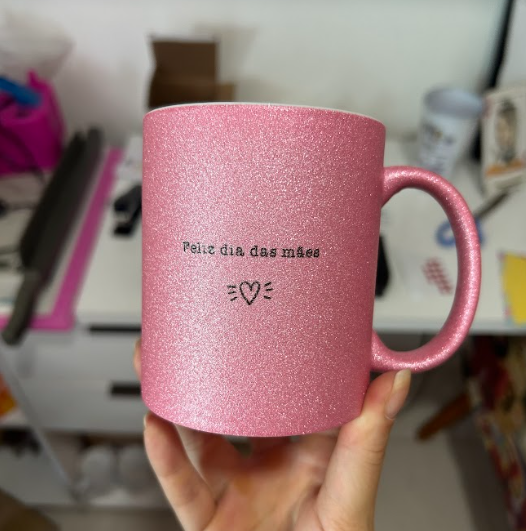 Feliz dia das mães